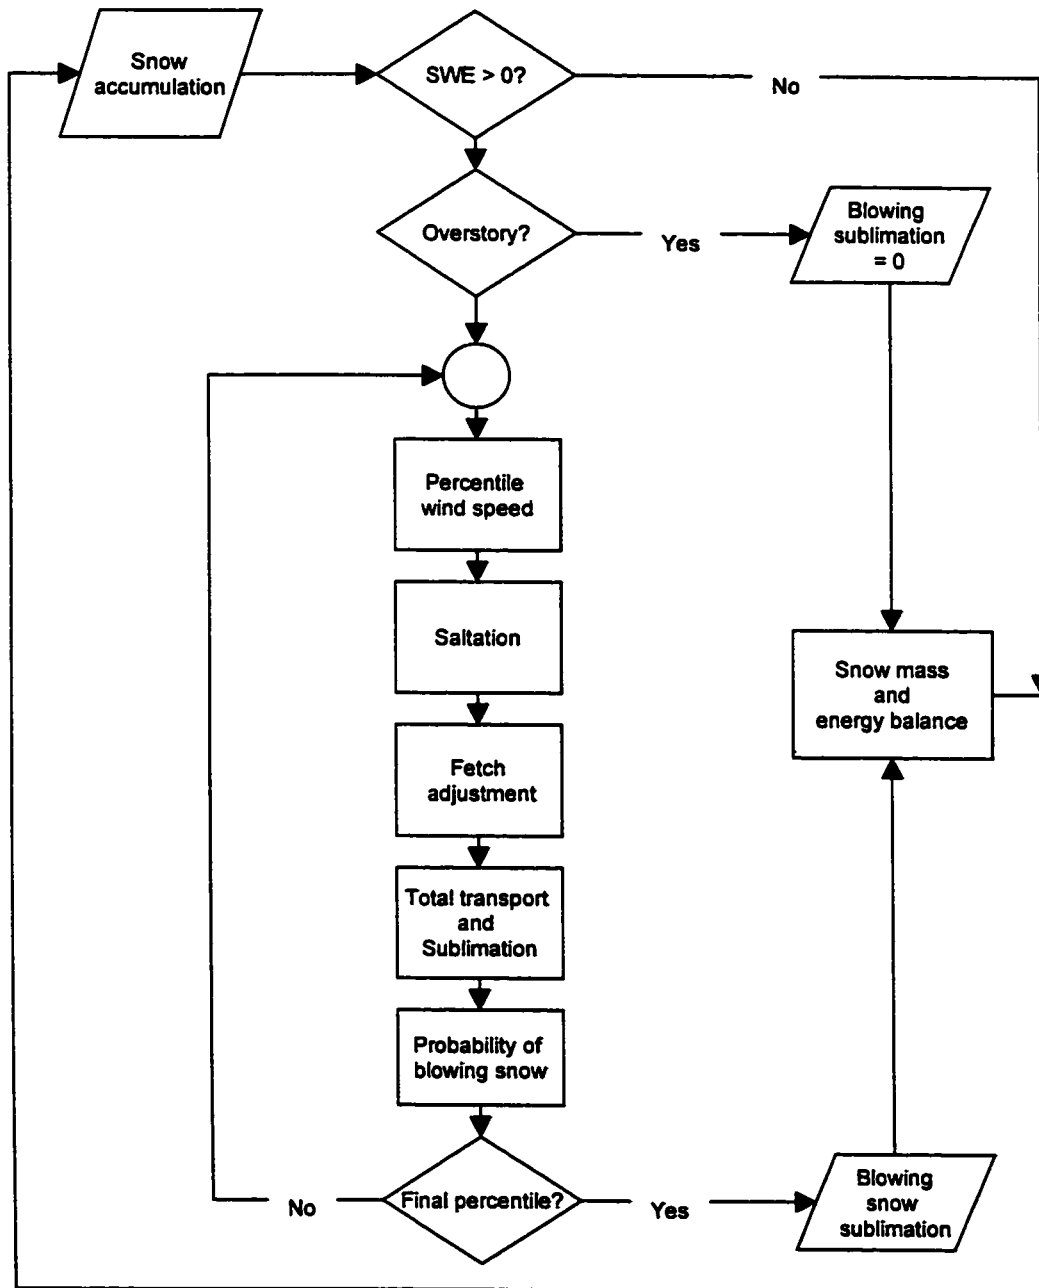 Snow
accumulation
SWE > 0?
No
Overstory?
Yes
Blowing
sublimation
= 0
Percentile
wind speed
Saltation
Snow mass
and
energy balance
Fetch
adjustment
Total transport
and
Sublimation
Probability of
blowing snow
No
Final percentile?
Yes
Blowing
snow
sublimation